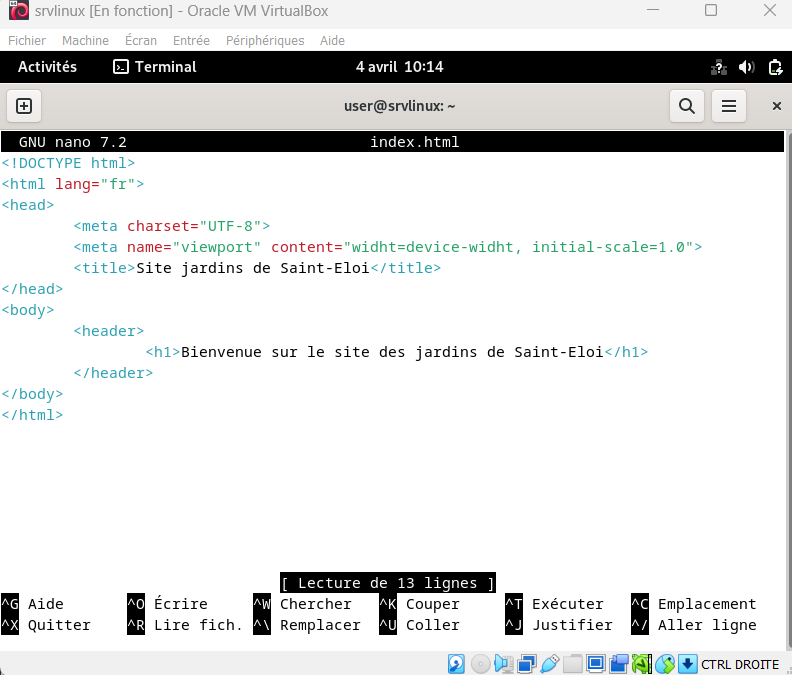 srvlinux [En fonction] - Oracle VM VirtualBox
Fichier Machine Écran Entrée Périphériques Aide
Activités Terminal 4 avril 10:14
user@srvlinux: ~
GNU nano 7.2 index.html
<!DOCTYPE html>
<html lang="fr">
<head>
<meta charset="UTF-8">
<meta name="viewport" content="widht=device-widht, initial-scale=1.0">
<title>Site jardins de Saint-Eloi</title>
</head>
<body>
<header>
<h1>Bienvenue sur le site des jardins de Saint-Eloi</h1>
</header>
</body>
</html>
[ Lecture de 13 lignes ]
^G Aide ^O Écrire ^W Chercher ^K Couper ^T Exécuter ^C Emplacement
^X Quitter ^R Lire fich. ^\ Remplacer ^U Coller ^J Justifier ^/ Aller ligne
CTRL DROITE